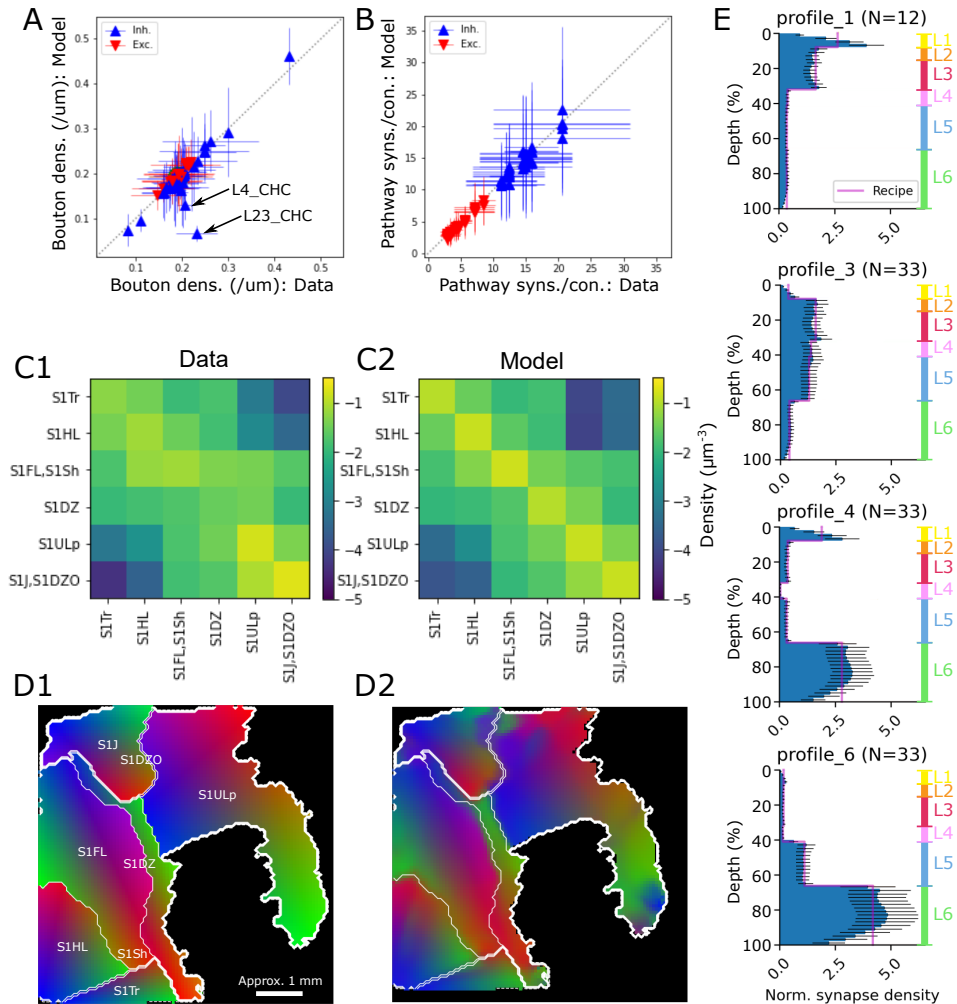 A
Inh.
Exc.
Bouton dens. (/um): Model
0.5
0.4
0.3
0.2
0.1
L4_CHC
L23_CHC
0.1 0.2 0.3 0.4 0.5
Bouton dens. (/um): Data
B
Inh.
Exc.
Pathway syns./con.: Model
35
30
25
20
15
10
5
0
0 5 10 15 20 25 30 35
Pathway syns./con.: Data
C1
Data
S1Tr
S1HL
S1FL,S1Sh
S1DZ
S1ULp
S1J,S1DZO
S1Tr
S1HL
S1FL,S1Sh
S1DZ
S1ULp
S1J,S1DZO
−1
−2
−3
−4
−5
C2
Model
S1Tr
S1HL
S1FL,S1Sh
S1DZ
S1ULp
S1J,S1DZO
S1Tr
S1HL
S1FL,S1Sh
S1DZ
S1ULp
S1J,S1DZO
−1
−2
−3
−4
−5
Density (µm⁻³)
D1
S1J
S1DZO
S1ULp
S1FL
S1DZ
S1HL
S1Sh
S1Tr
Approx. 1 mm
D2
E
profile_1 (N=12)
0
20
40
60
80
100
Depth (%)
Recipe
0.0 2.5 5.0
L1
L2
L3
L4
L5
L6
profile_3 (N=33)
0
20
40
60
80
100
Depth (%)
0.0 2.5 5.0
L1
L2
L3
L4
L5
L6
profile_4 (N=33)
0
20
40
60
80
100
Depth (%)
0.0 2.5 5.0
L1
L2
L3
L4
L5
L6
profile_6 (N=33)
0
20
40
60
80
100
Depth (%)
0.0 2.5 5.0
L1
L2
L3
L4
L5
L6
Norm. synapse density